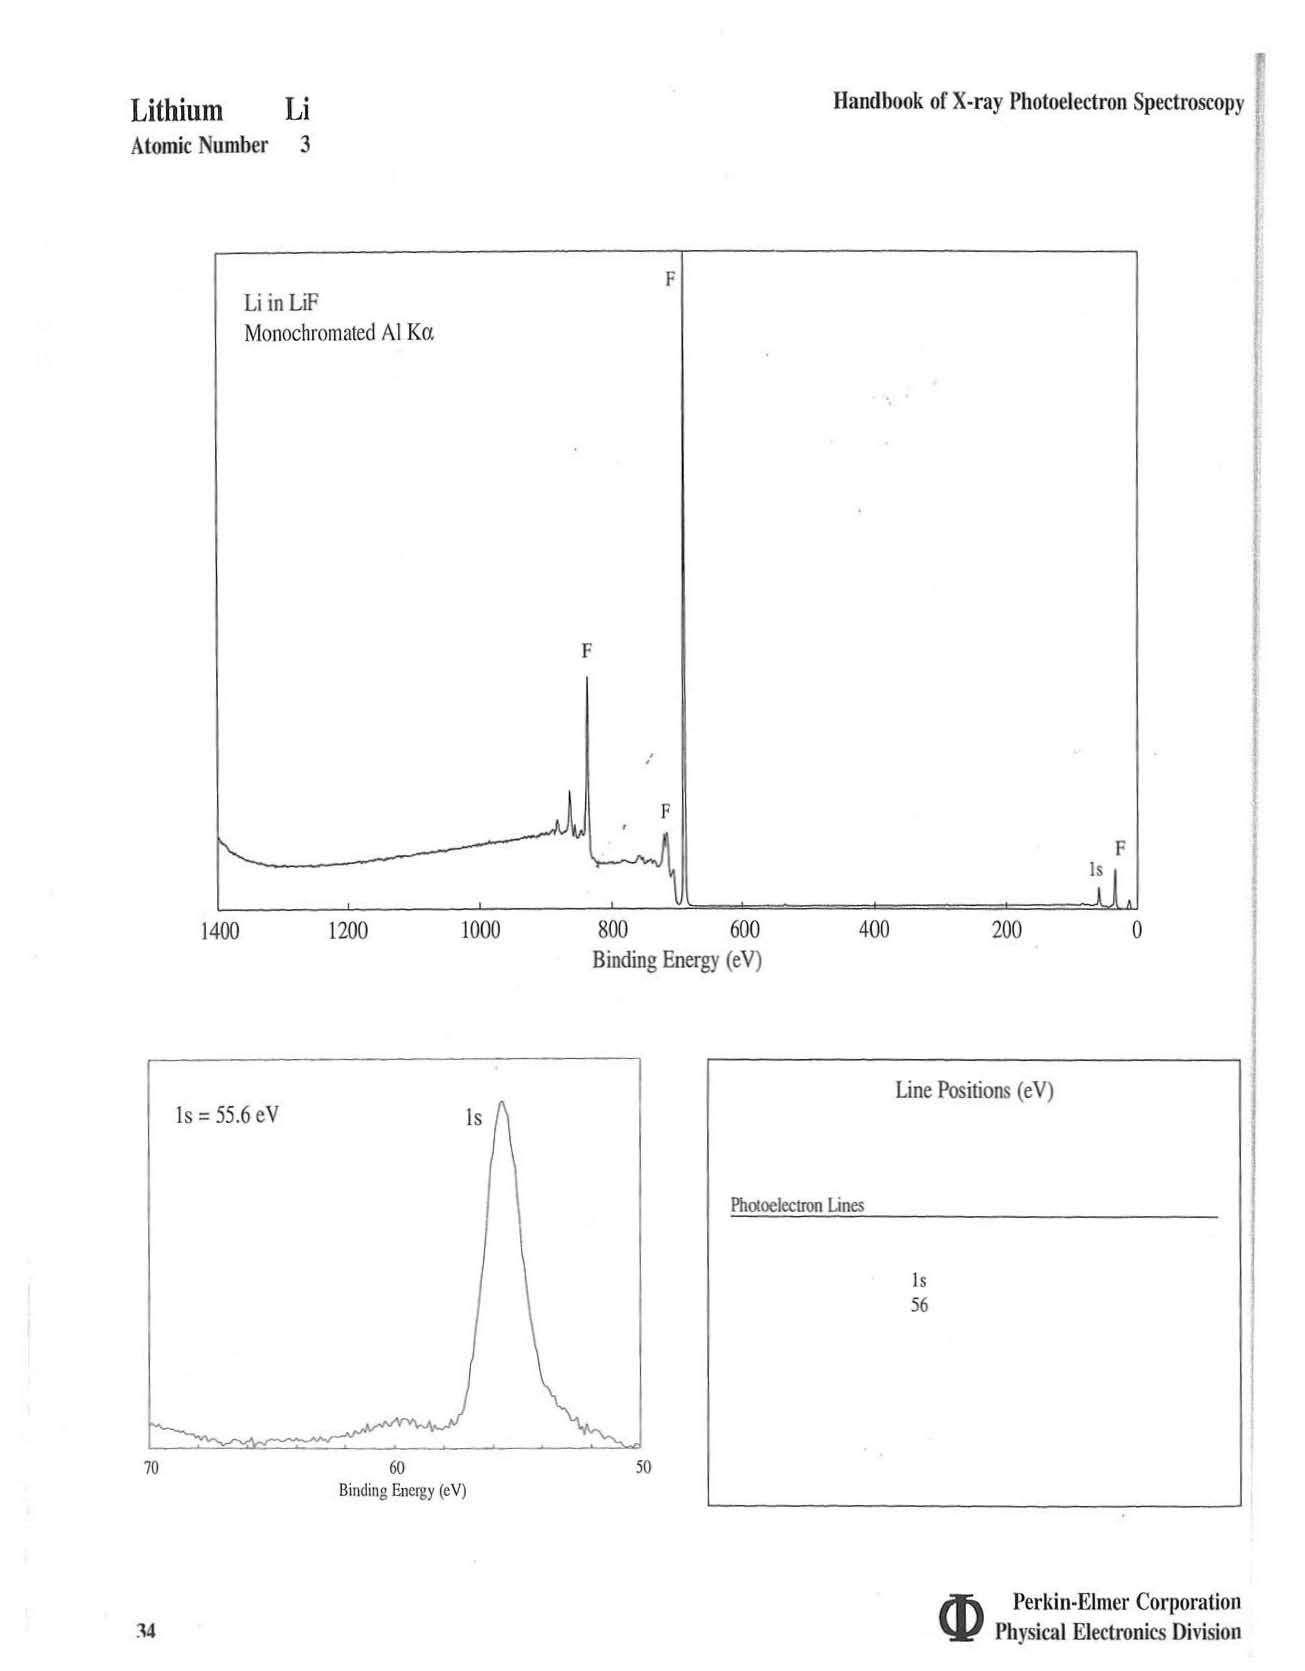 Lithium Li
Atomic Number 3
Handbook of X-ray Photoelectron Spectroscopy
Li in LiF
Monochromated Al Kα
F
F
F
F
1s
1400 1200 1000 800 600 400 200 0
Binding Energy (eV)
1s = 55.6 eV
1s
70 60 50
Binding Energy (eV)
Line Positions (eV)
Photoelectron Lines
1s
56
34
Perkin-Elmer Corporation
Physical Electronics Division